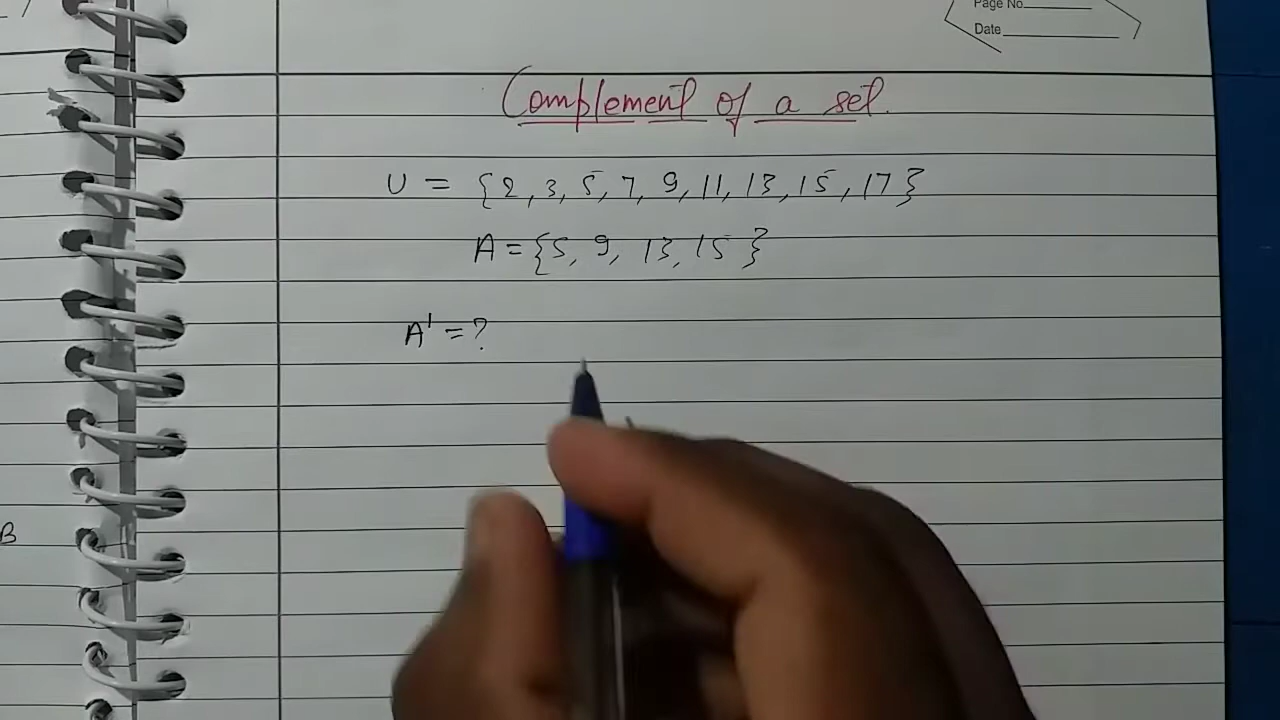 Page No
Date
Complement of a set.
U = {2, 3, 5, 7, 9, 11, 13, 15, 17}
A = {5, 9, 13, 15 }
A' = ?
B